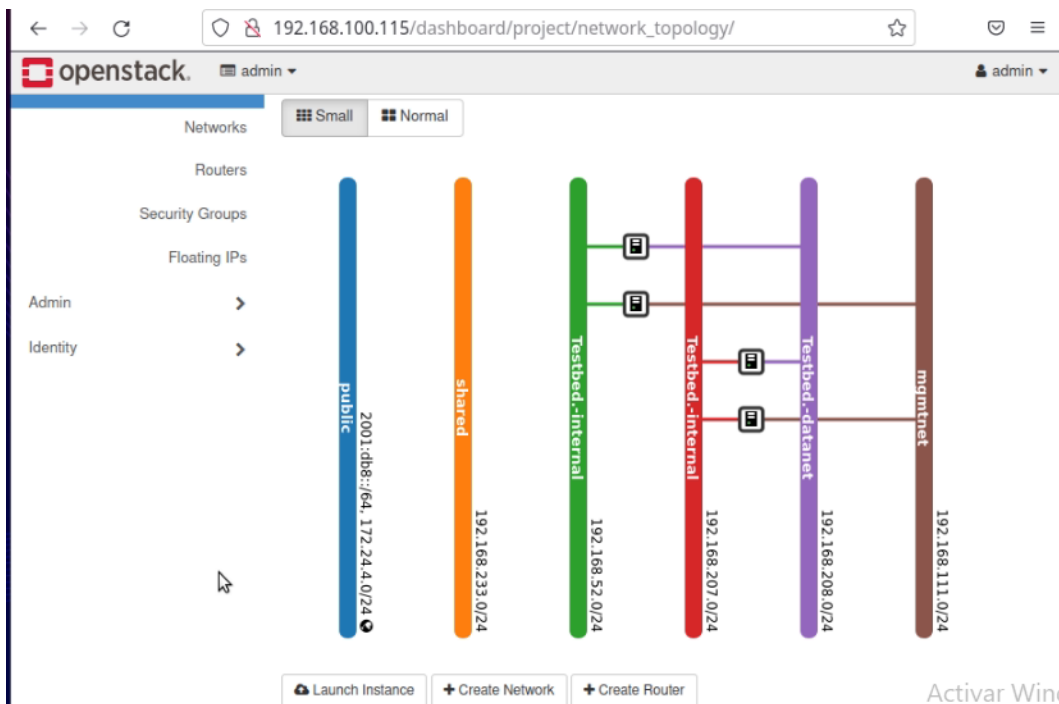 192.168.100.115/dashboard/project/network_topology/
openstack. admin admin
Small Normal
Networks
Routers
Security Groups
Floating IPs
Admin
Identity
public
2001:db8::/64, 172.24.4.0/24
shared
192.168.233.0/24
Testbed.-internal
192.168.52.0/24
Testbed.-internal
192.168.207.0/24
Testbed.-datanet
192.168.208.0/24
mgmtnet
192.168.111.0/24
Launch Instance + Create Network + Create Router
Activar Wind